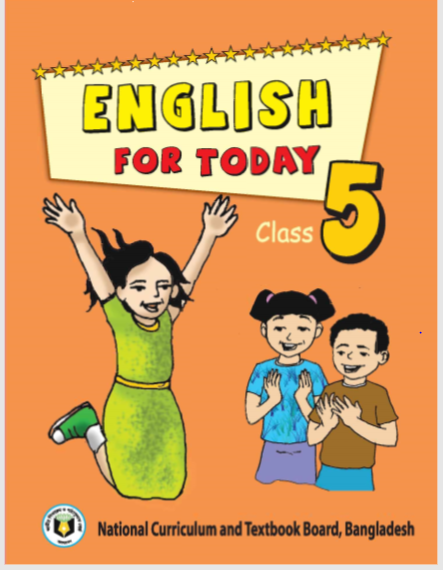 ENGLISH
FOR TODAY
Class 5
National Curriculum and Textbook Board, Bangladesh